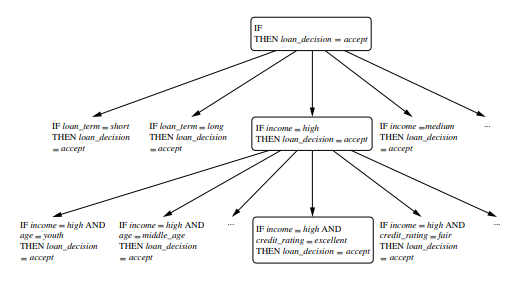 IF
THEN loan_decision = accept
IF loan_term = short
THEN loan_decision
= accept
IF loan_term = long
THEN loan_decision
= accept
IF income = high
THEN loan_decision = accept
IF income =medium
THEN loan_decision
= accept
...
IF income = high AND
age = youth
THEN loan_decision
= accept
IF income = high AND
age = middle_age
THEN loan_decision
= accept
...
IF income = high AND
credit_rating = excellent
THEN loan_decision = accept
IF income = high AND
credit_rating = fair
THEN loan_decision
= accept
...